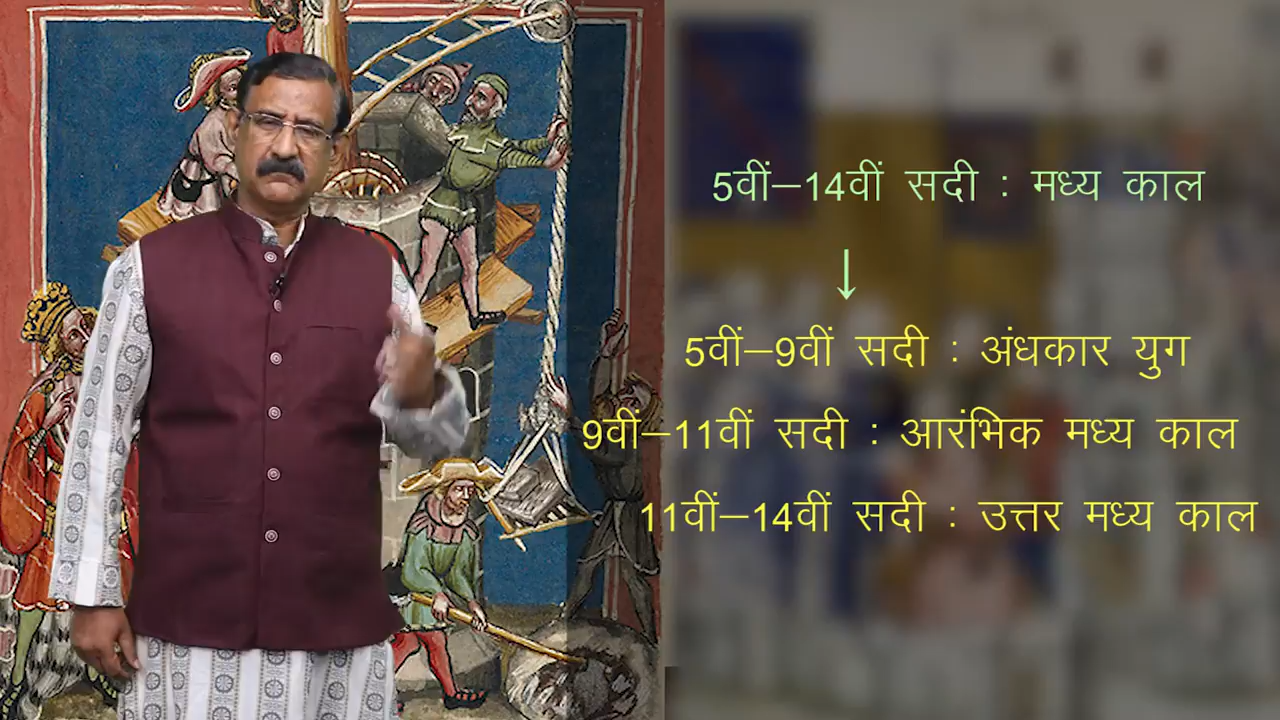 5वीं–14वीं सदी : मध्य काल
↓
5वीं–9वीं सदी : अंधकार युग
9वीं–11वीं सदी : आरंभिक मध्य काल
11वीं–14वीं सदी : उत्तर मध्य काल